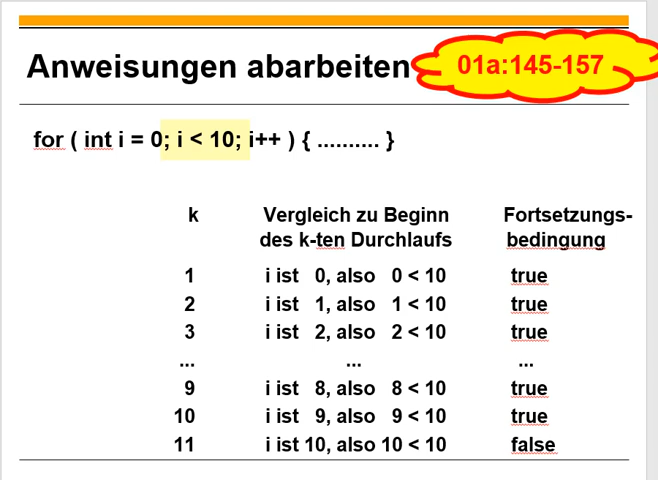 Anweisungen abarbeiten 01a:145-157
for ( int i = 0; i < 10; i++ ) { .......... }
k Vergleich zu Beginn Fortsetzungs-
des k-ten Durchlaufs bedingung
1 i ist 0, also 0 < 10 true
2 i ist 1, also 1 < 10 true
3 i ist 2, also 2 < 10 true
... ... ...
9 i ist 8, also 8 < 10 true
10 i ist 9, also 9 < 10 true
11 i ist 10, also 10 < 10 false